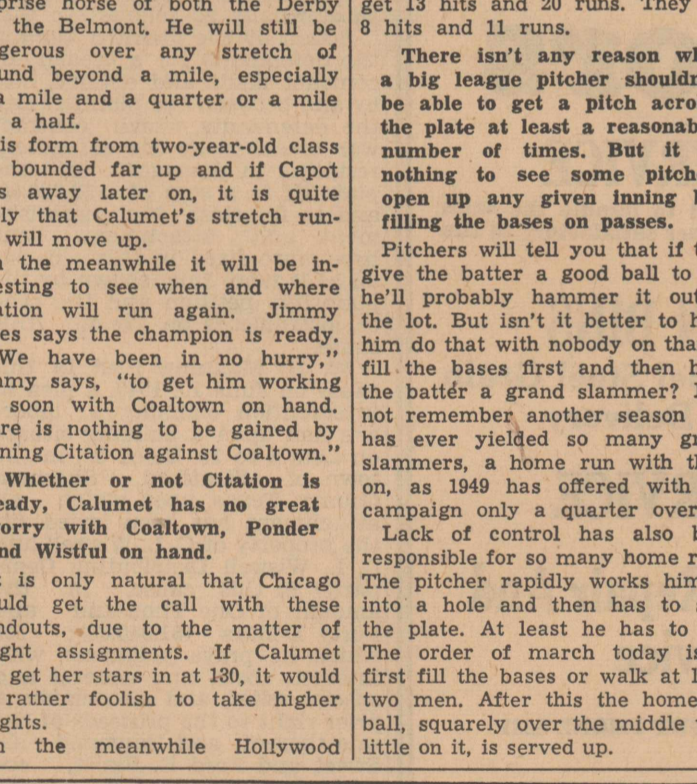 prise horse of both the Derby
the Belmont. He will still be
gerous over any stretch of
und beyond a mile, especially
a mile and a quarter or a mile
a half.
is form from two-year-old class
bounded far up and if Capot
s away later on, it is quite
ly that Calumet's stretch run-
will move up.
n the meanwhile it will be in-
esting to see when and where
ation will run again. Jimmy
es says the champion is ready.
"We have been in no hurry,"
mmy says, "to get him working
soon with Coaltown on hand.
re is nothing to be gained by
ning Citation against Coaltown."
Whether or not Citation is
eady, Calumet has no great
orry with Coaltown, Ponder
nd Wistful on hand.
t is only natural that Chicago
uld get the call with these
ndouts, due to the matter of
ght assignments. If Calumet
get her stars in at 130, it would
rather foolish to take higher
ghts.
n the meanwhile Hollywood
get 13 hits and 20 runs. They
8 hits and 11 runs.
There isn't any reason wh
a big league pitcher shouldn
be able to get a pitch acro
the plate at least a reasonab
number of times. But it
nothing to see some pitch
open up any given inning b
filling the bases on passes.
Pitchers will tell you that if t
give the batter a good ball to
he'll probably hammer it out
the lot. But isn't it better to h
him do that with nobody on tha
fill the bases first and then h
the batter a grand slammer? I
not remember another season
has ever yielded so many gr
slammers, a home run with th
on, as 1949 has offered with
campaign only a quarter over
Lack of control has also b
responsible for so many home r
The pitcher rapidly works him
into a hole and then has to
the plate. At least he has to
The order of march today is
first fill the bases or walk at l
two men. After this the home
ball, squarely over the middle
little on it, is served up.